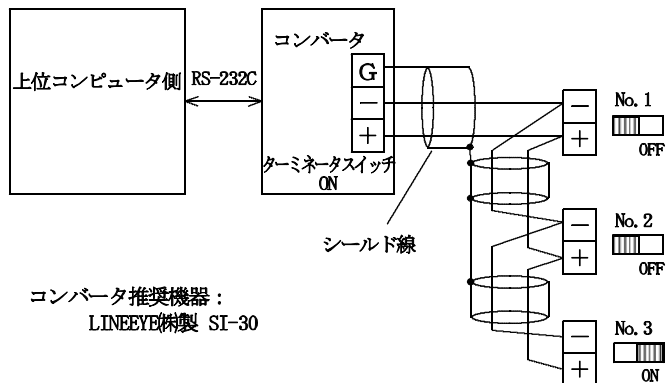 上位コンピュータ側
RS-232C
コンバータ
G
−
+
ターミネータスイッチ
ON
シールド線
No. 1
−
+
OFF
No. 2
−
+
OFF
No. 3
−
+
ON
コンバータ推奨機器：
LINEEYE㈱製 SI-30